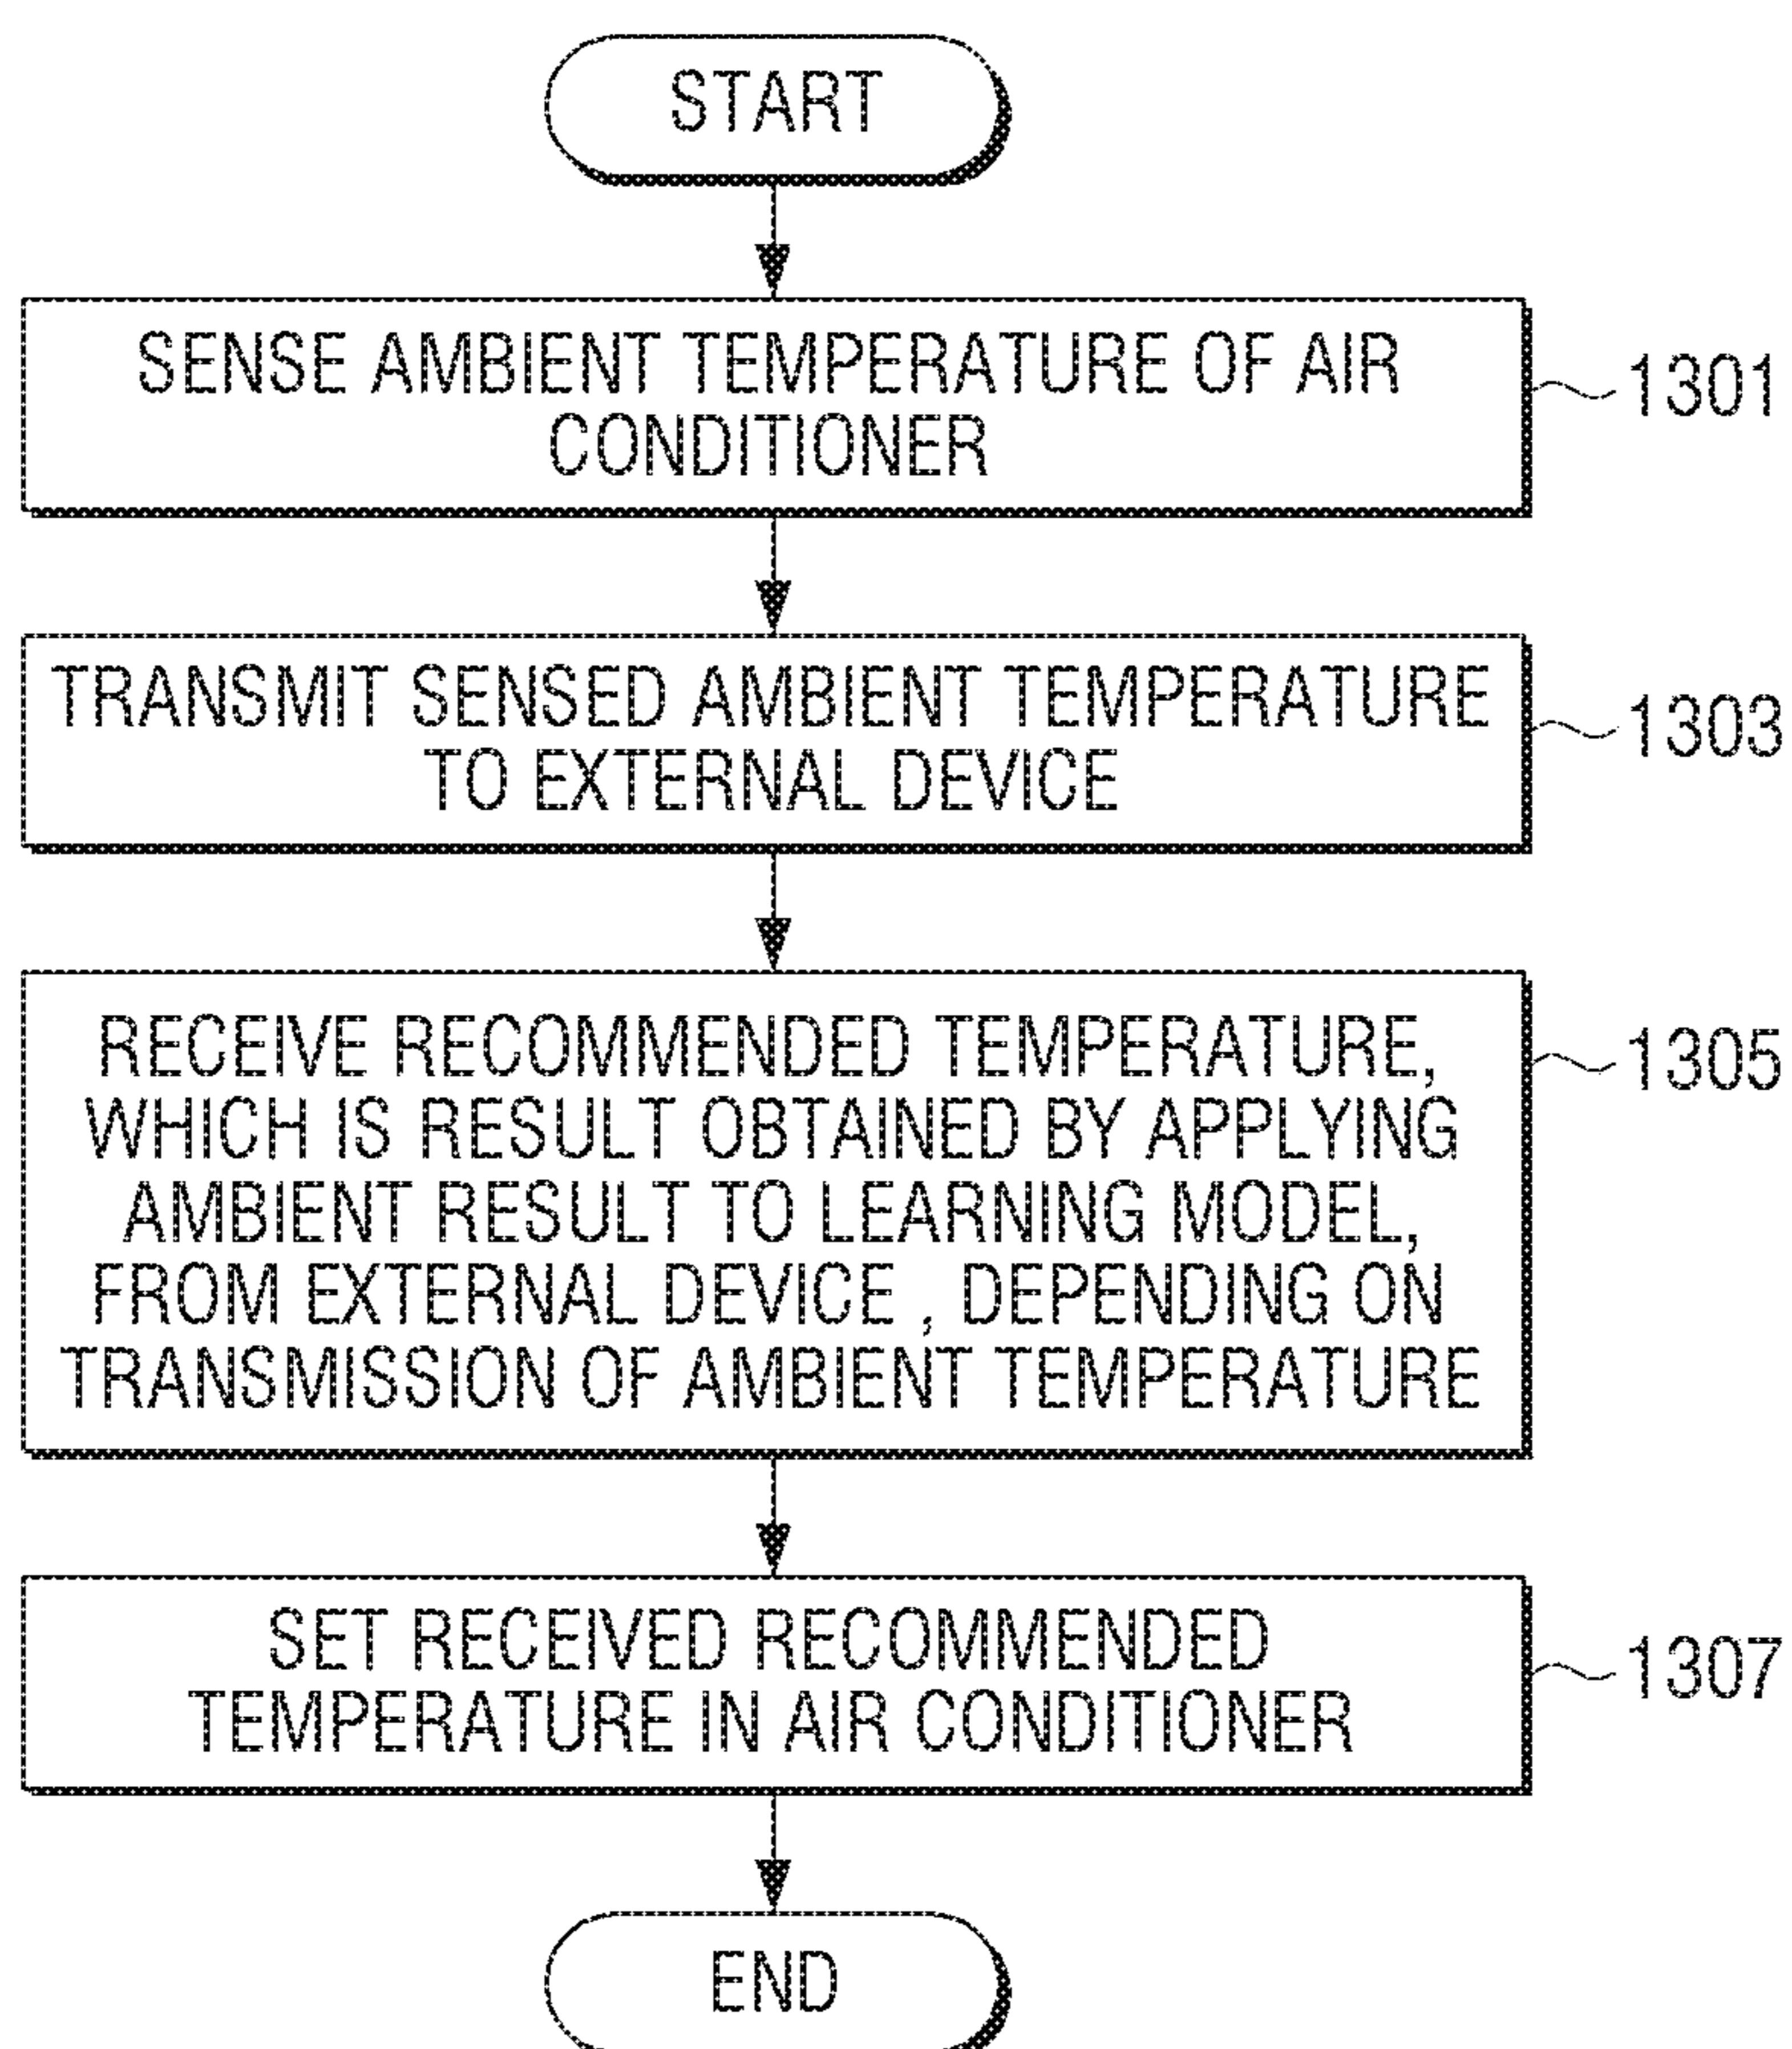 START
SENSE AMBIENT TEMPERATURE OF AIR
CONDITIONER
1301
TRANSMIT SENSED AMBIENT TEMPERATURE
TO EXTERNAL DEVICE
1303
RECEIVE RECOMMENDED TEMPERATURE,
WHICH IS RESULT OBTAINED BY APPLYING
AMBIENT RESULT TO LEARNING MODEL,
FROM EXTERNAL DEVICE , DEPENDING ON
TRANSMISSION OF AMBIENT TEMPERATURE
1305
SET RECEIVED RECOMMENDED
TEMPERATURE IN AIR CONDITIONER
1307
END